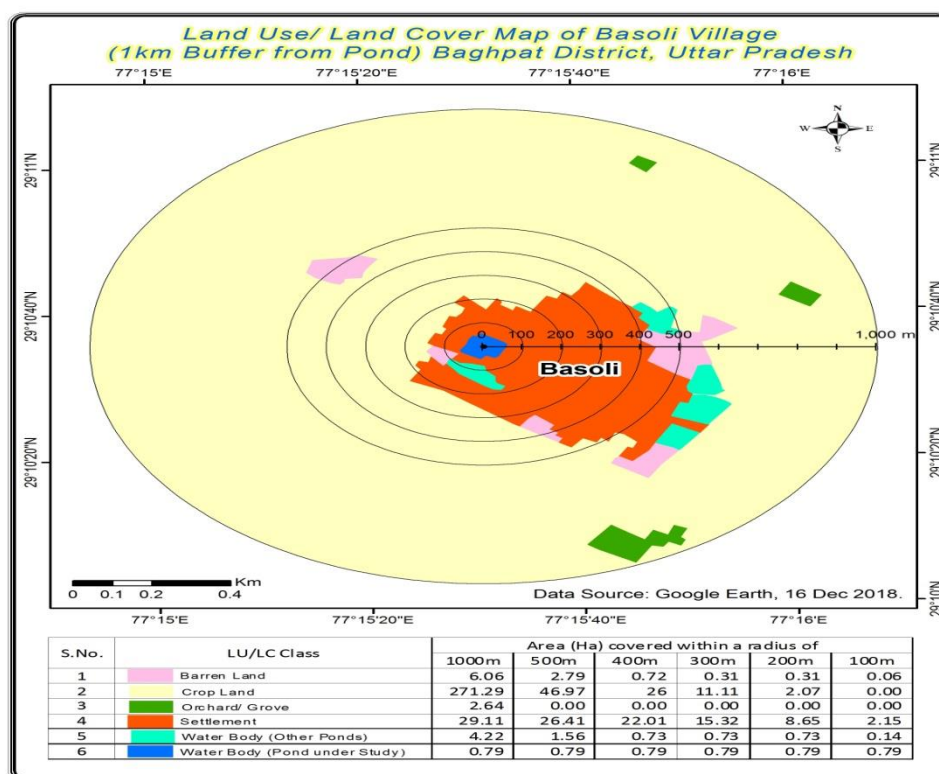 Land Use/ Land Cover Map of Basoli Village
(1km Buffer from Pond) Baghpat District, Uttar Pradesh
77°15'E 77°15'20"E 77°15'40"E 77°16'E
N
W E
S
29°11'N 29°11'N
29°10'40"N 29°10'40"N
0 100 200 300 400 500 1,000 m
Basoli
29°10'20"N 29°10'20"N
Km
0 0.1 0.2 0.4
Data Source: Google Earth, 16 Dec 2018.
29°10'N
77°15'E 77°15'20"E 77°15'40"E 77°16'E
S.No. LU/LC Class Area (Ha) covered within a radius of
1000m 500m 400m 300m 200m 100m
1 Barren Land 6.06 2.79 0.72 0.31 0.31 0.06
2 Crop Land 271.29 46.97 26 11.11 2.07 0.00
3 Orchard/ Grove 2.64 0.00 0.00 0.00 0.00 0.00
4 Settlement 29.11 26.41 22.01 15.32 8.65 2.15
5 Water Body (Other Ponds) 4.22 1.56 0.73 0.73 0.73 0.14
6 Water Body (Pond under Study) 0.79 0.79 0.79 0.79 0.79 0.79